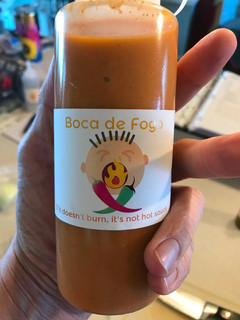 Boca de Fogo
doesn't burn, it's not hot sauce